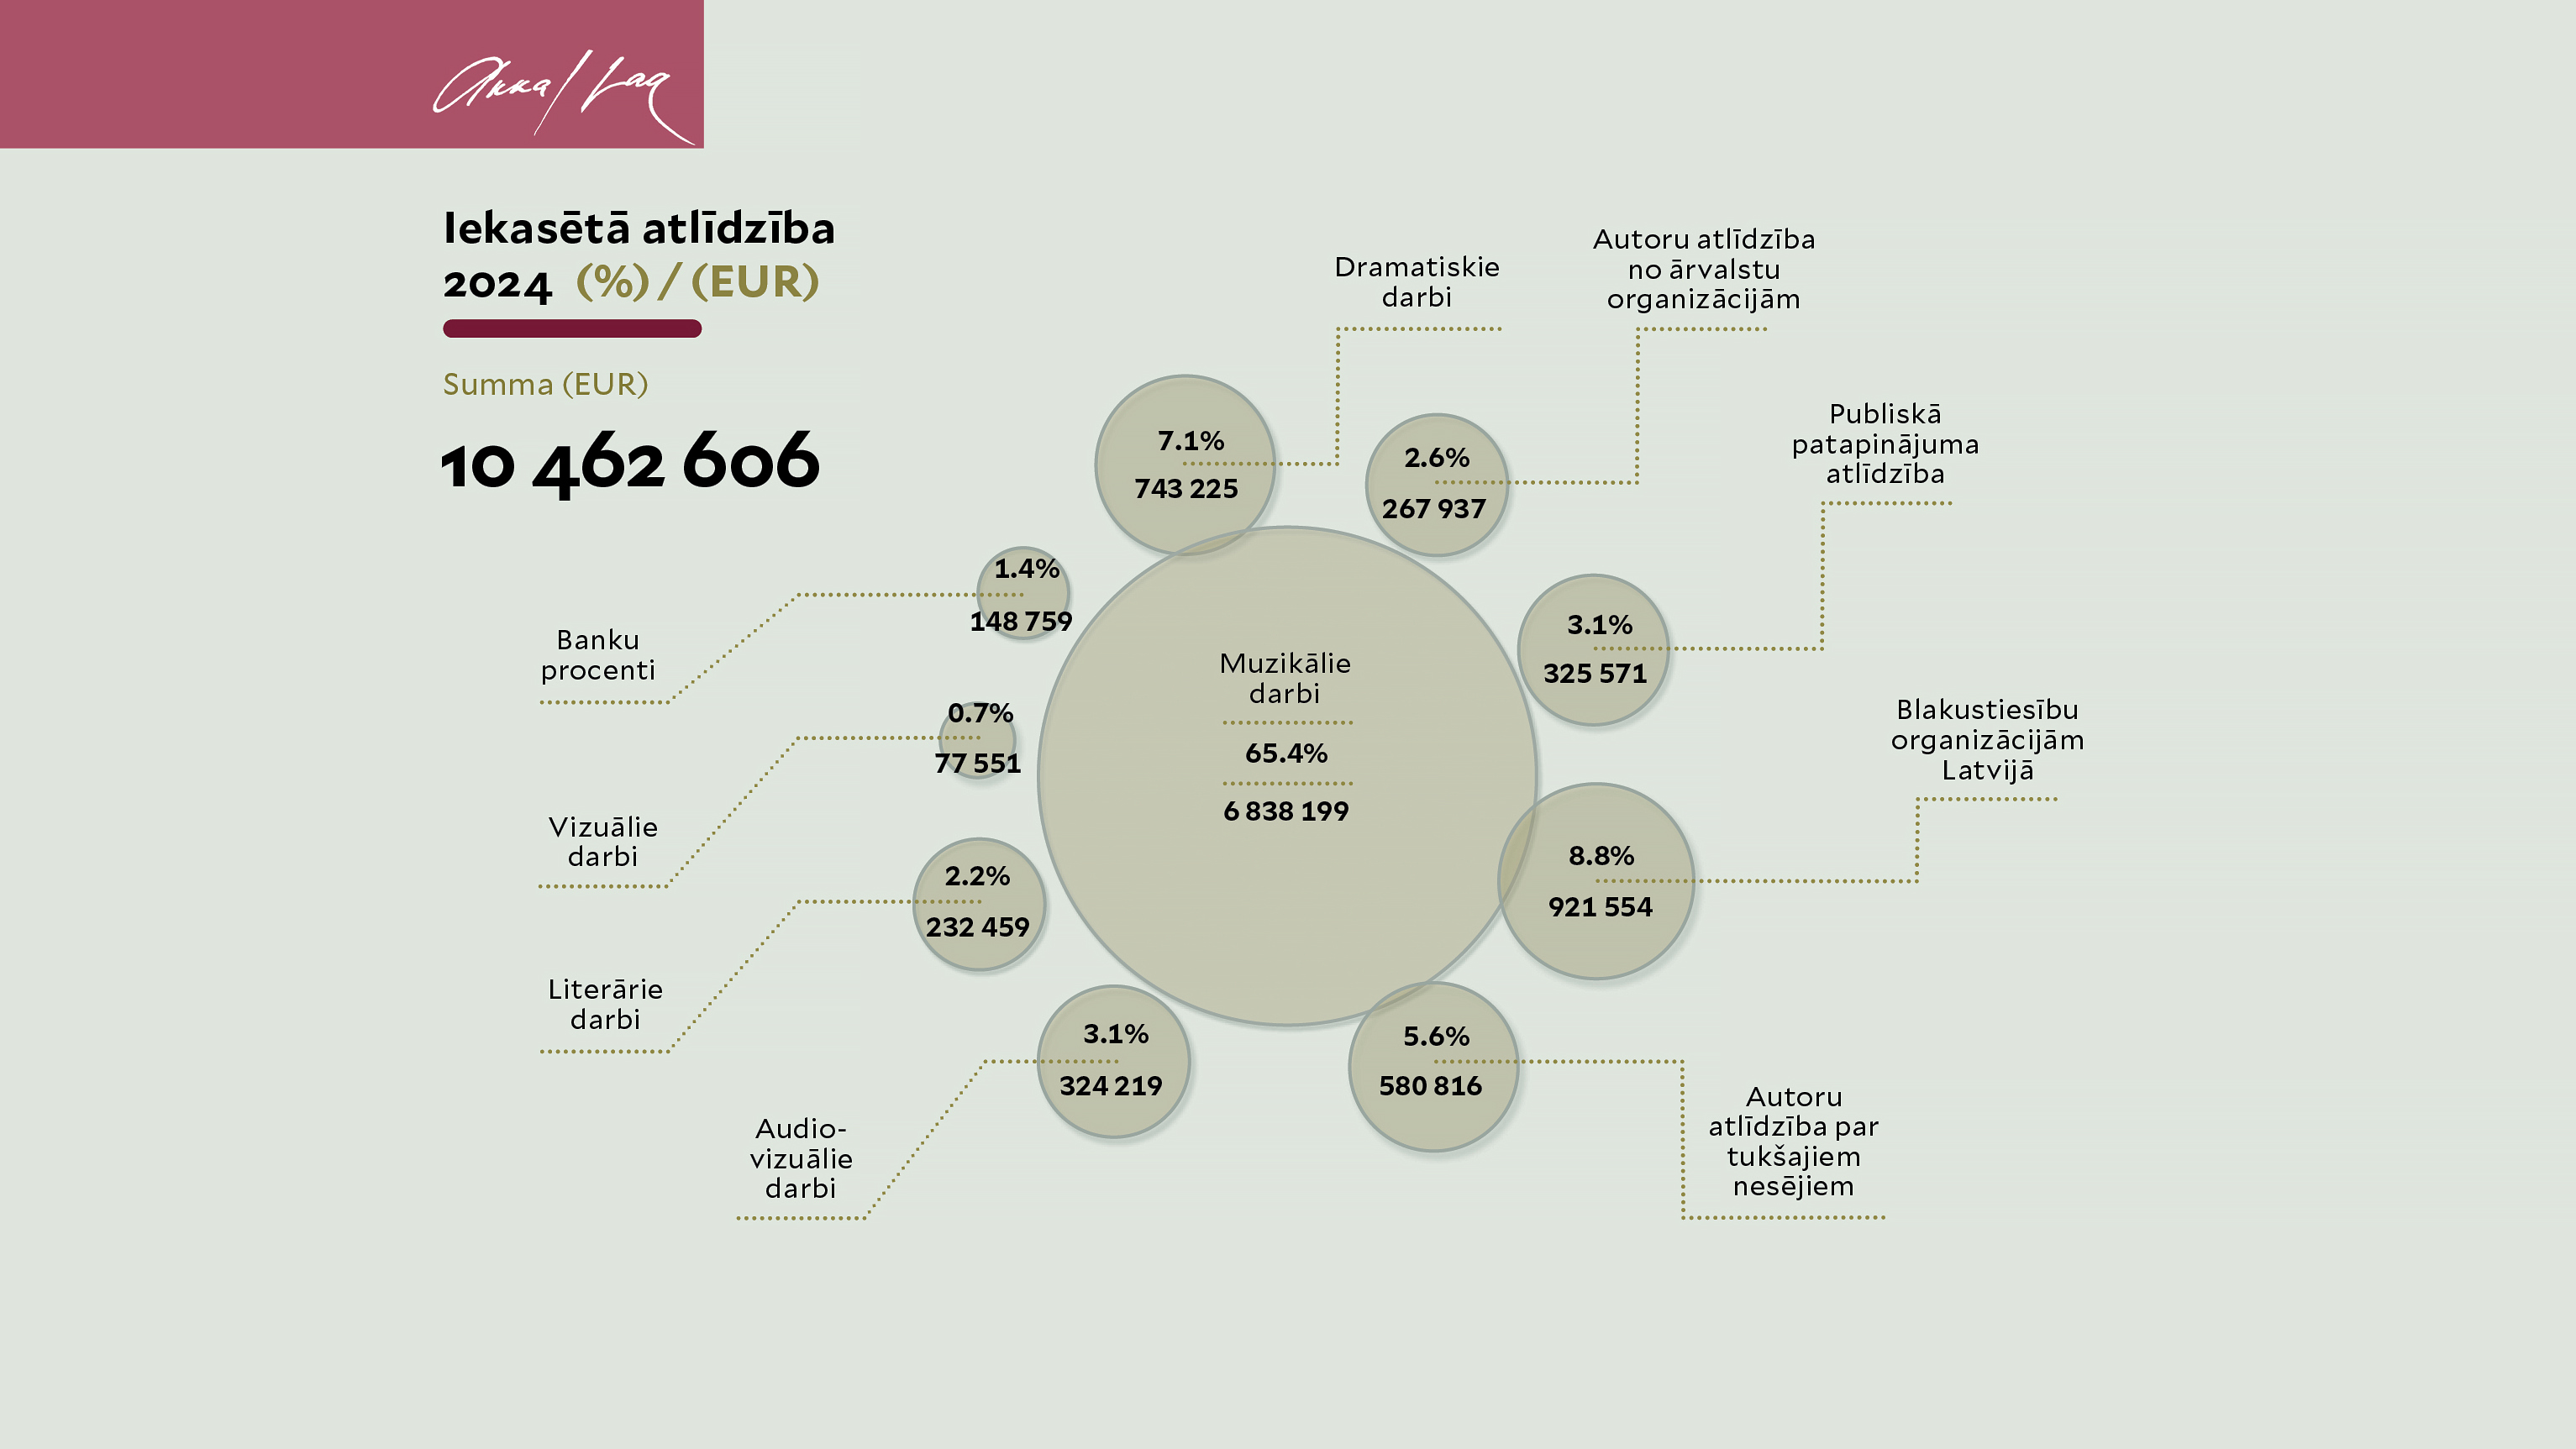 Iekasētā atlīdzība
2024 (%) / (EUR)
Summa (EUR)
10 462 606
Dramatiskie
darbi
7.1%
743 225
Autoru atlīdzība
no ārvalstu
organizācijām
2.6%
267 937
Publiskā
patapinājuma
atlīdzība
3.1%
325 571
Blakustiesību
organizācijām
Latvijā
8.8%
921 554
Autoru
atlīdzība par
tukšajiem
nesējiem
5.6%
580 816
Audio-
vizuālie
darbi
3.1%
324 219
Literārie
darbi
2.2%
232 459
Vizuālie
darbi
0.7%
77 551
Banku
procenti
1.4%
148 759
Muzikālie
darbi
65.4%
6 838 199